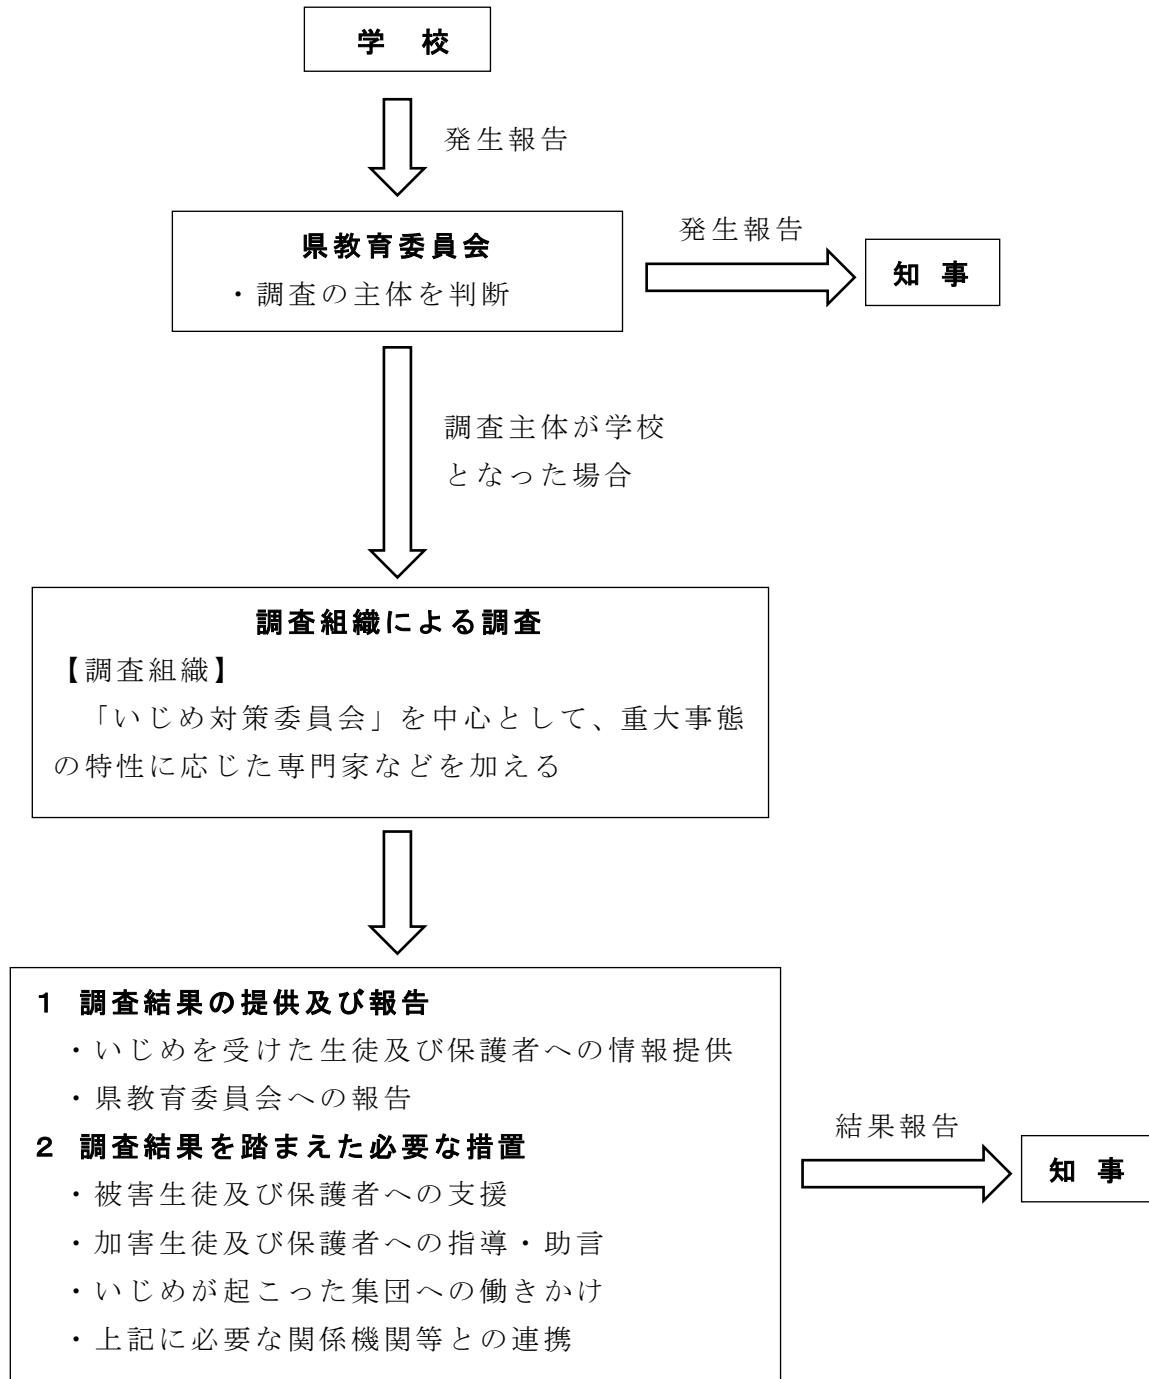 学 校
発生報告
県教育委員会
・調査の主体を判断
発生報告
知 事
調査主体が学校
となった場合
調査組織による調査
【調査組織】
「いじめ対策委員会」を中心として、重大事態
の特性に応じた専門家などを加える
1 調査結果の提供及び報告
・いじめを受けた生徒及び保護者への情報提供
・県教育委員会への報告
2 調査結果を踏まえた必要な措置
・被害生徒及び保護者への支援
・加害生徒及び保護者への指導・助言
・いじめが起こった集団への働きかけ
・上記に必要な関係機関等との連携
結果報告
知 事